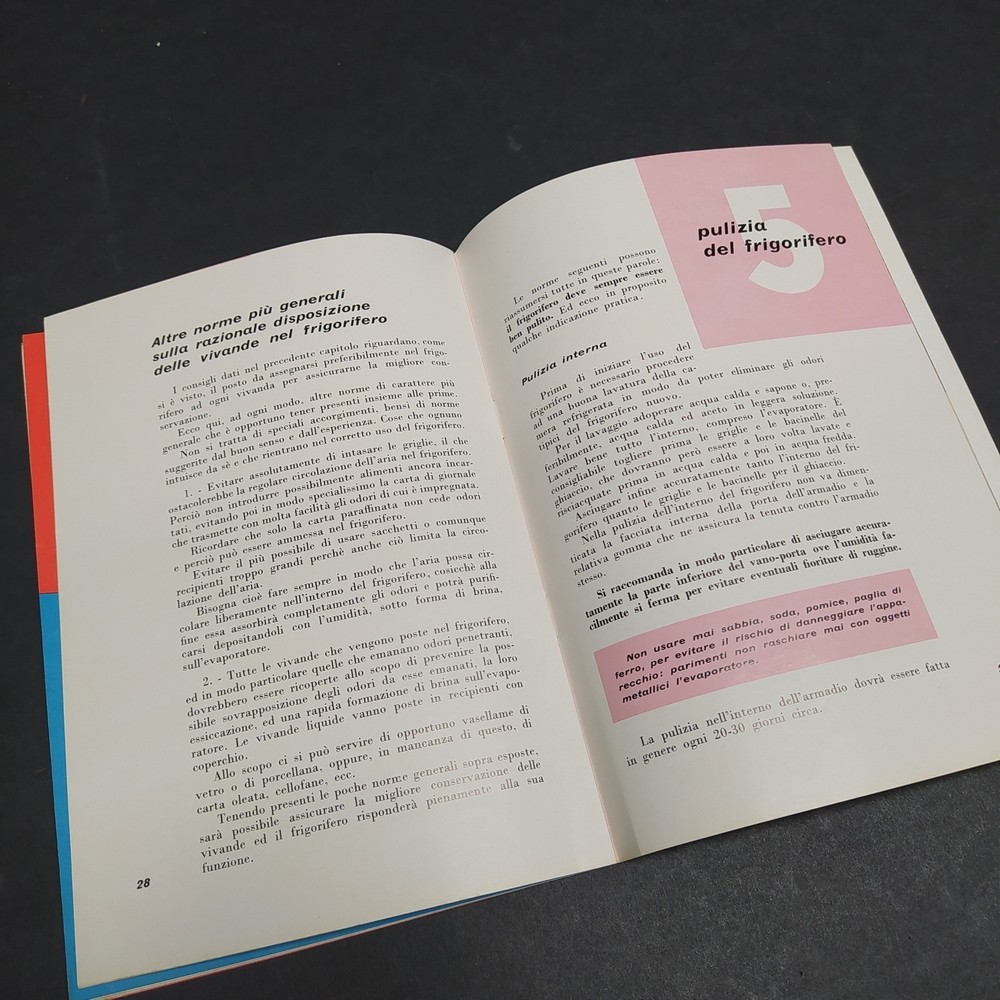 Altre norme più generali
sulla razionale disposizione
delle vivande nel frigorifero
I consigli dati nel precedente capitolo riguardano, come
si è visto, il posto da assegnarsi preferibilmente nel frigo-
rifero ad ogni vivanda per assicurarne la migliore con-
servazione.
Ecco qui, ad ogni modo, altre norme di carattere più
generale che è opportuno tener presenti insieme alle prime.
Non si tratta di speciali accorgimenti, bensì di norme
suggerite dal buon senso e dall'esperienza. Cose che ognuno
intuisce da sè e che rientrano nel corretto uso del frigorifero.
1. - Evitare assolutamente di intasare le griglie, il che
ostacolerebbe la regolare circolazione dell'aria nel frigorifero.
Perciò non introdurre possibilmente alimenti ancora incar-
tati, evitando poi in modo specialissimo la carta di giornale
che trasmette con molta facilità gli odori di cui è impregnata.
Ricordare che solo la carta paraffinata non cede odori
e perciò può essere ammessa nel frigorifero.
Evitare il più possibile di usare sacchetti o comunque
recipienti troppo grandi perchè anche ciò limita la circo-
lazione dell'aria.
Bisogna cioè fare sempre in modo che l'aria possa cir-
colare liberamente nell'interno del frigorifero, cosicchè alla
fine essa assorbirà completamente gli odori e potrà purifi-
carsi depositandoli con l'umidità, sotto forma di brina,
sull'evaporatore.
2. - Tutte le vivande che vengono poste nel frigorifero,
ed in modo particolare quelle che emanano odori penetranti,
dovrebbero essere ricoperte allo scopo di prevenire la pos-
sibile sovrapposizione degli odori da esse emanati, la loro
essiccazione, ed una rapida formazione di brina sull'evapo-
ratore. Le vivande liquide vanno poste in recipienti con
coperchio.
Allo scopo ci si può servire di opportuno vasellame di
vetro o di porcellana, oppure, in mancanza di questo, di
carta oleata, cellofane, ecc.
Tenendo presenti le poche norme generali sopra esposte,
sarà possibile assicurare la migliore conservazione delle
vivande ed il frigorifero risponderà pienamente alla sua
funzione.
28
5
pulizia
del frigorifero
Le norme seguenti possono
riassumersi tutte in queste parole:
il frigorifero deve sempre essere
ben pulito. Ed ecco in proposito
qualche indicazione pratica.
Pulizia interna
Prima di iniziare l'uso del
frigorifero è necessario procedere
ad una buona lavatura della ca-
mera refrigerata in modo da poter eliminare gli odori
tipici del frigorifero nuovo.
Per il lavaggio adoperare acqua calda e sapone o, pre-
feribilmente, acqua calda ed aceto in leggera soluzione.
Lavare bene tutto l'interno, compreso l'evaporatore. È
consigliabile togliere prima le griglie e le bacinelle del
ghiaccio, che dovranno però essere a loro volta lavate e
risciacquate prima in acqua calda e poi in acqua fredda.
Asciugare infine accuratamente tanto l'interno del fri-
gorifero quanto le griglie e le bacinelle per il ghiaccio.
Nella Pulizia dell'interno del frigorifero non va dimen-
ticata la facciata interna della porta dell'armadio e la
relativa gomma che ne assicura la tenuta contro l'armadio
stesso.
Si raccomanda in modo particolare di asciugare accura-
tamente la parte inferiore del vano-porta ove l'umidità fa-
cilmente si ferma per evitare eventuali fioriture di ruggine.
Non usare mai sabbia, soda, pomice, paglia di
ferro, per evitare il rischio di danneggiare l'appa-
recchio: parimenti non raschiare mai con oggetti
metallici l'evaporatore.
La pulizia nell'interno dell'armadio dovrà essere fatta
in genere ogni 20-30 giorni circa.